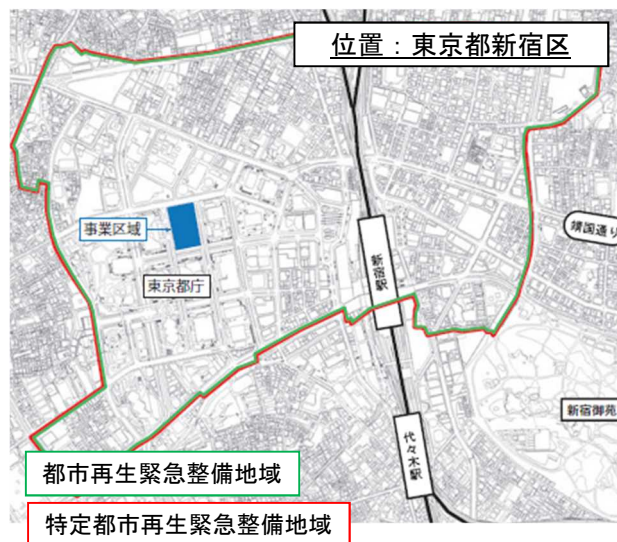 位置：東京都新宿区
靖国通り
事業区域
新宿駅
東京都庁
新宿御苑
代々木駅
都市再生緊急整備地域
特定都市再生緊急整備地域